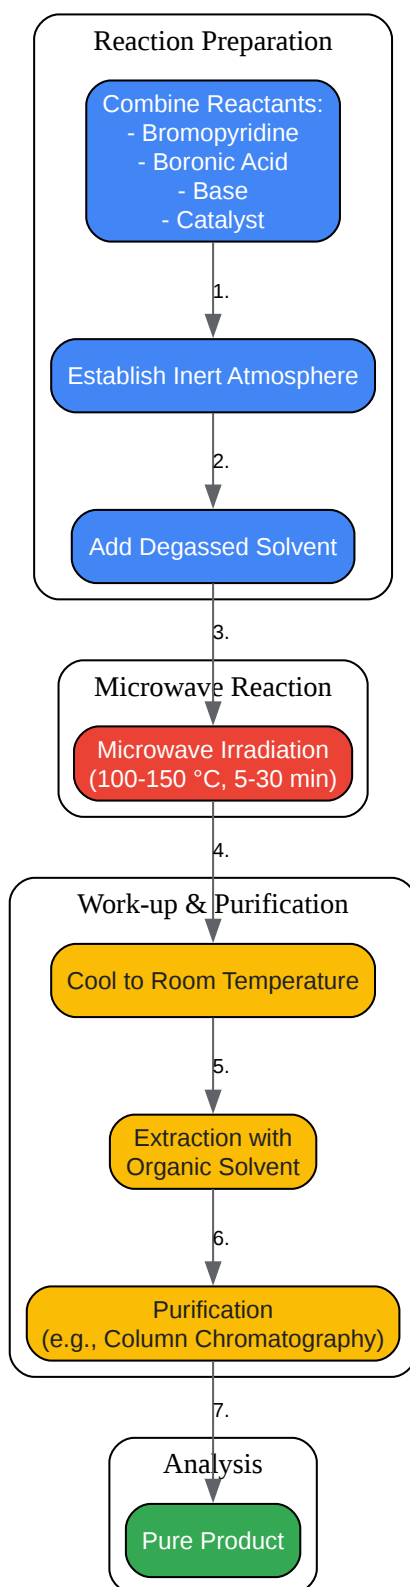 Reaction Preparation
Combine Reactants:
- Bromopyridine
- Boronic Acid
- Base
- Catalyst
1.
Establish Inert Atmosphere
2.
Add Degassed Solvent
3.
Microwave Reaction
Microwave Irradiation
(100-150 °C, 5-30 min)
4.
Work-up & Purification
Cool to Room Temperature
5.
Extraction with
Organic Solvent
6.
Purification
(e.g., Column Chromatography)
7.
Analysis
Pure Product